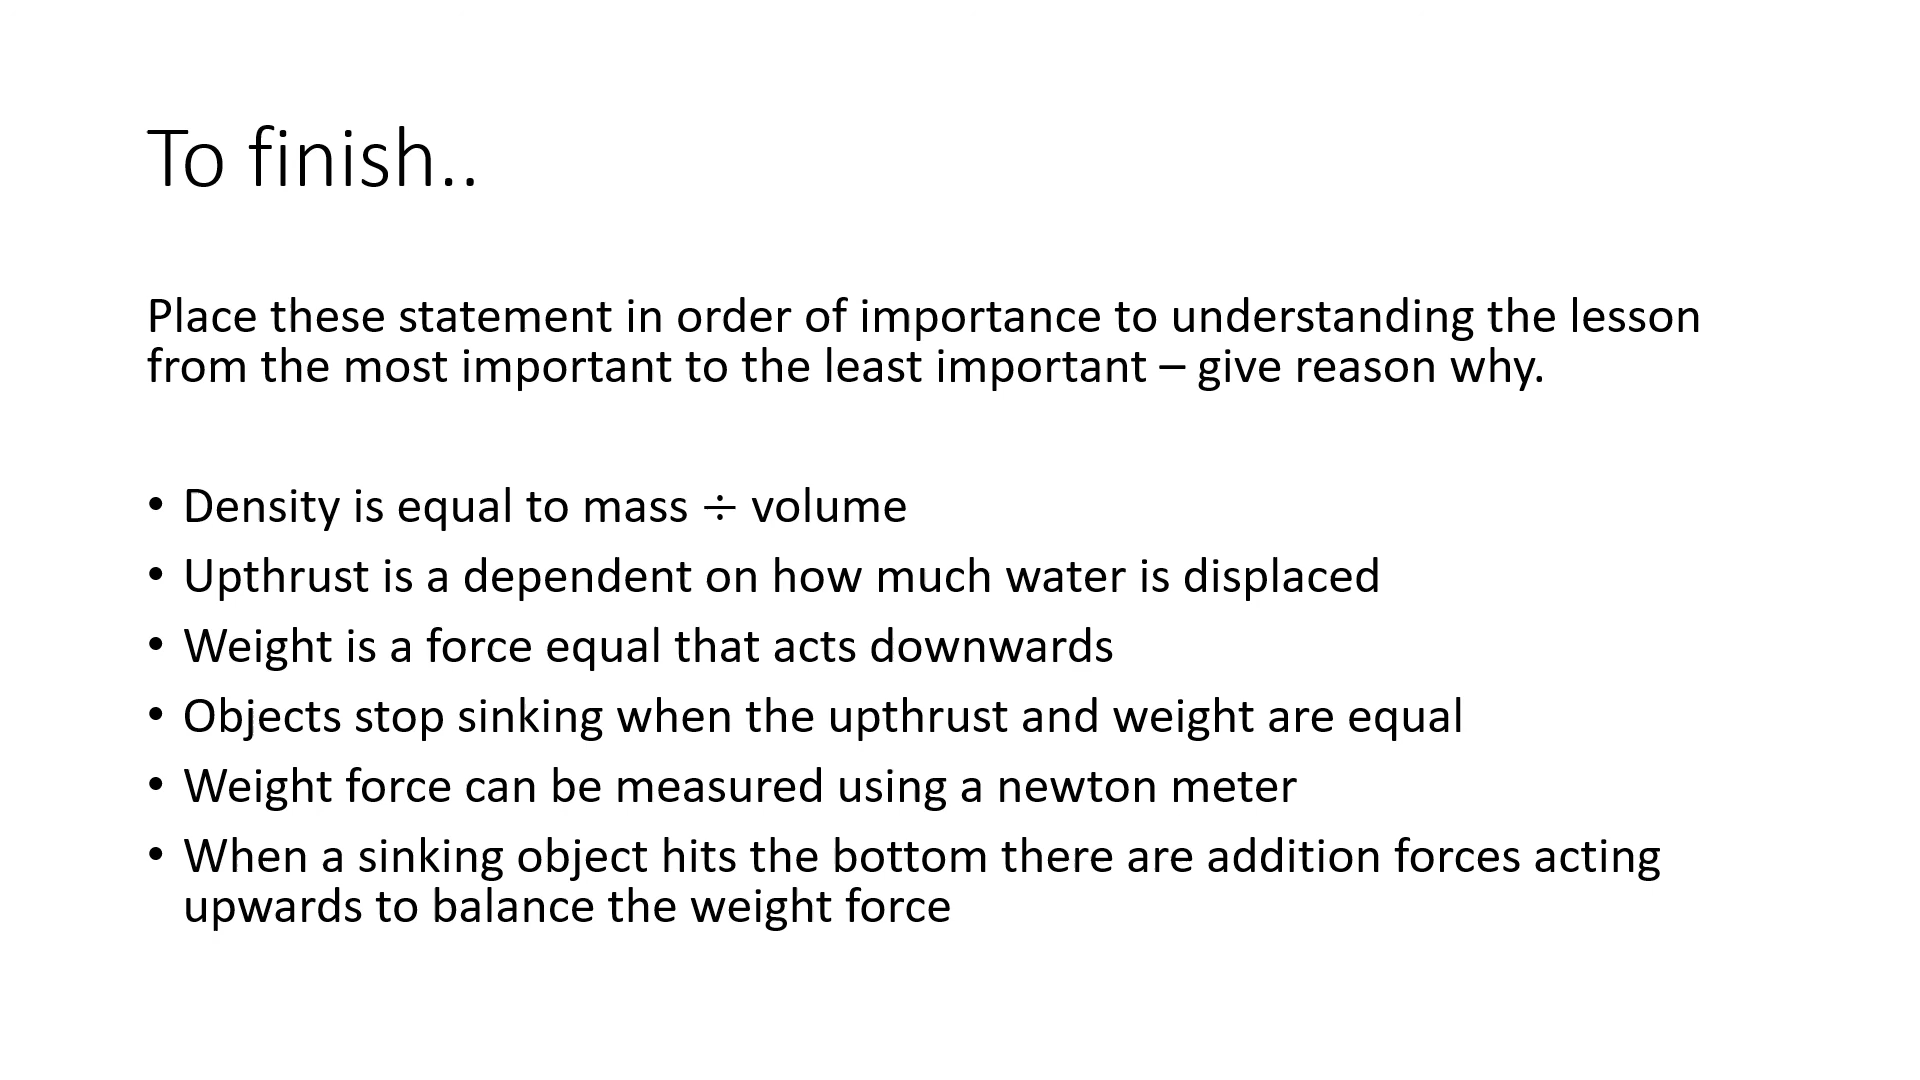 To finish..
Place these statement in order of importance to understanding the lesson
from the most important to the least important – give reason why.
• Density is equal to mass ÷ volume
• Upthrust is a dependent on how much water is displaced
• Weight is a force equal that acts downwards
• Objects stop sinking when the upthrust and weight are equal
• Weight force can be measured using a newton meter
• When a sinking object hits the bottom there are addition forces acting
upwards to balance the weight force